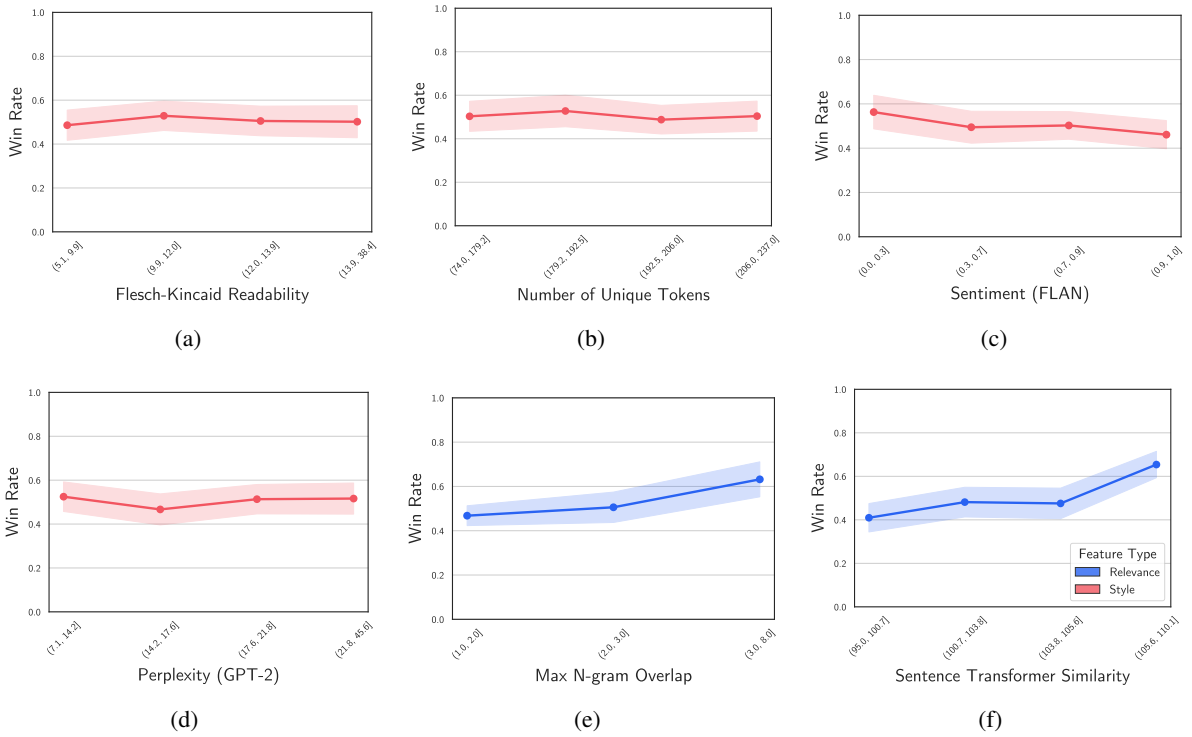 1.0
0.8
0.6
0.4
0.2
0.0
Win Rate
(5.1, 9.9]
(9.9, 12.0]
(12.0, 13.9]
(13.9, 38.4]
Flesch-Kincaid Readability
(a)
1.0
0.8
0.6
0.4
0.2
0.0
Win Rate
(74.0, 179.2]
(179.2, 192.5]
(192.5, 206.0]
(206.0, 237.0]
Number of Unique Tokens
(b)
1.0
0.8
0.6
0.4
0.2
0.0
Win Rate
(0.0, 0.3]
(0.3, 0.7]
(0.7, 0.9]
(0.9, 1.0]
Sentiment (FLAN)
(c)
1.0
0.8
0.6
0.4
0.2
0.0
Win Rate
(7.1, 14.2]
(14.2, 17.6]
(17.6, 21.8]
(21.8, 45.6]
Perplexity (GPT-2)
(d)
1.0
0.8
0.6
0.4
0.2
0.0
Win Rate
(1.0, 2.0]
(2.0, 3.0]
(3.0, 8.0]
Max N-gram Overlap
(e)
1.0
0.8
0.6
0.4
0.2
0.0
Win Rate
Feature Type
Relevance
Style
(95.0, 100.7]
(100.7, 103.8]
(103.8, 105.6]
(105.6, 110.1]
Sentence Transformer Similarity
(f)